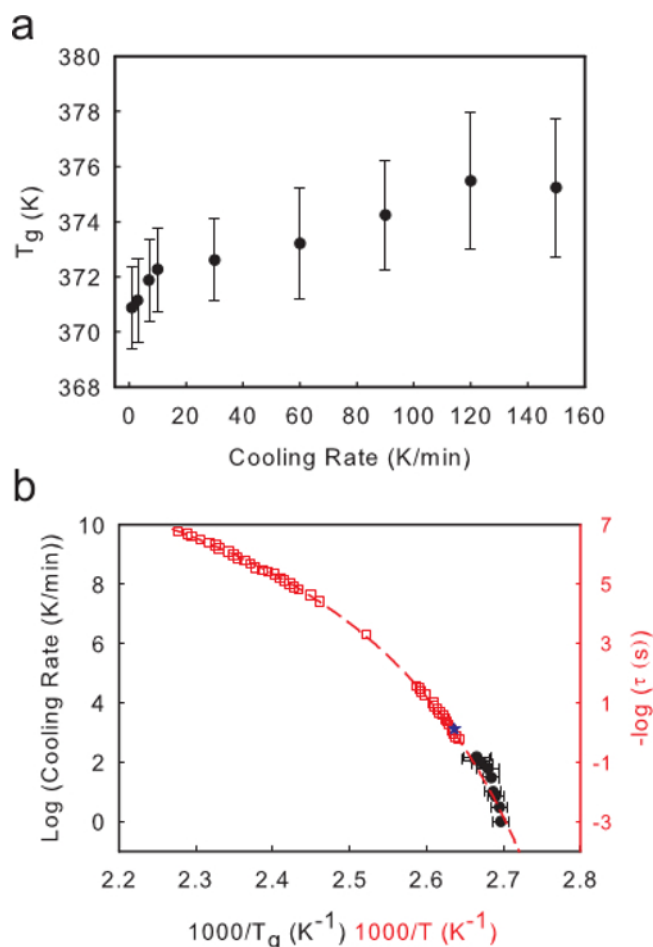 a
380
378
376
374
372
370
368
T_g (K)
0 20 40 60 80 100 120 140 160
Cooling Rate (K/min)
b
10
8
6
4
2
0
Log (Cooling Rate (K/min))
7
5
3
1
-1
-3
-log (τ (s))
2.2 2.3 2.4 2.5 2.6 2.7 2.8
1000/T_g (K⁻¹) 1000/T (K⁻¹)